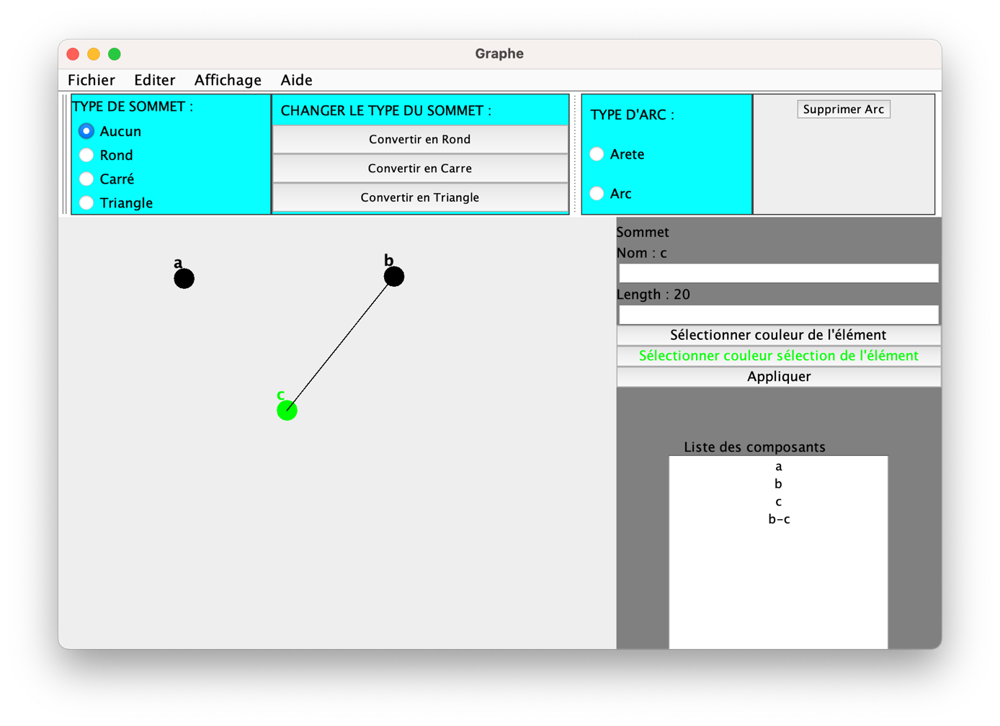 Graphe
Fichier Editer Affichage Aide
TYPE DE SOMMET :
Aucun
Rond
Carré
Triangle
CHANGER LE TYPE DU SOMMET :
Convertir en Rond
Convertir en Carre
Convertir en Triangle
TYPE D'ARC :
Arete
Arc
Supprimer Arc
a
b
c
Sommet
Nom : c
Length : 20
Sélectionner couleur de l'élément
Sélectionner couleur sélection de l'élément
Appliquer
Liste des composants
a
b
c
b-c